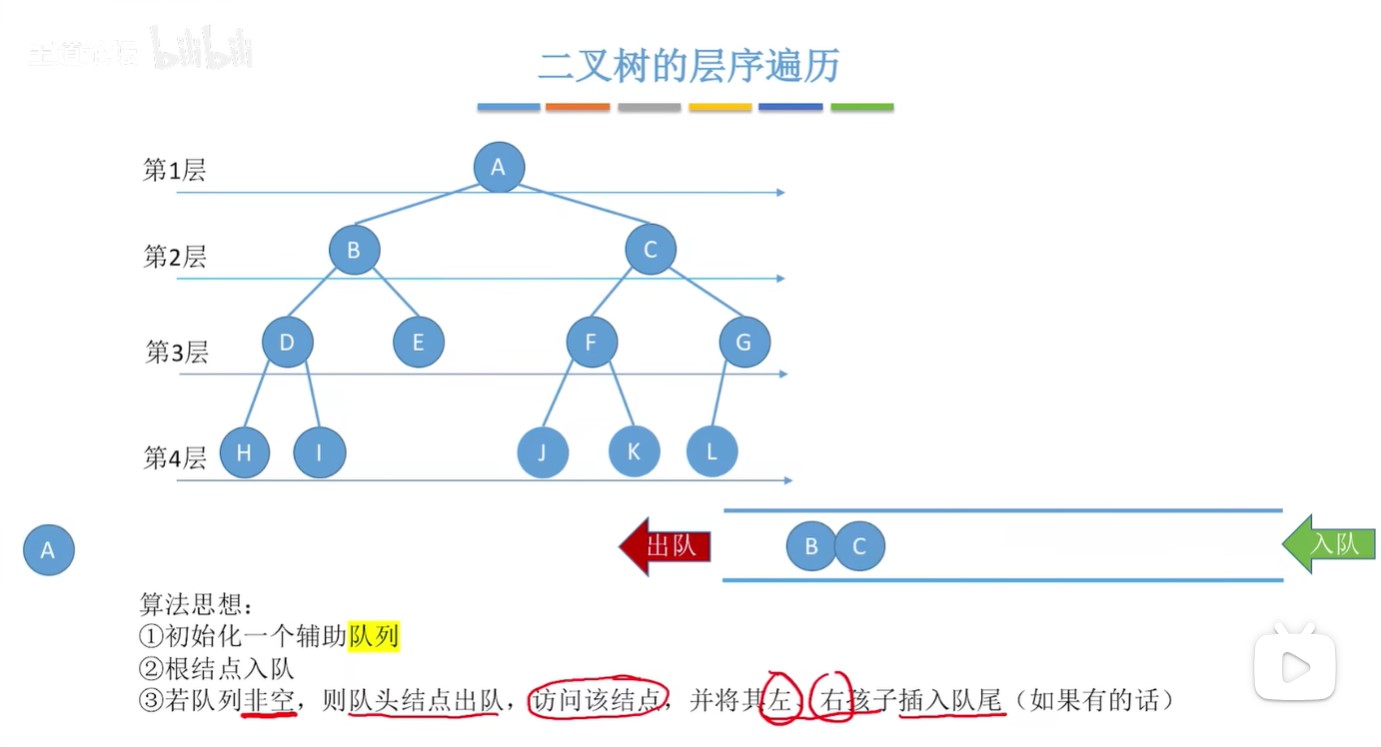 bilibili
二叉树的层序遍历
第1层
A
第2层
B C
第3层
D E F G
第4层
H I J K L
A
出队
B C
入队
算法思想：
①初始化一个辅助队列
②根结点入队
③若队列非空，则队头结点出队，访问该结点，并将其左、右孩子插入队尾（如果有的话）